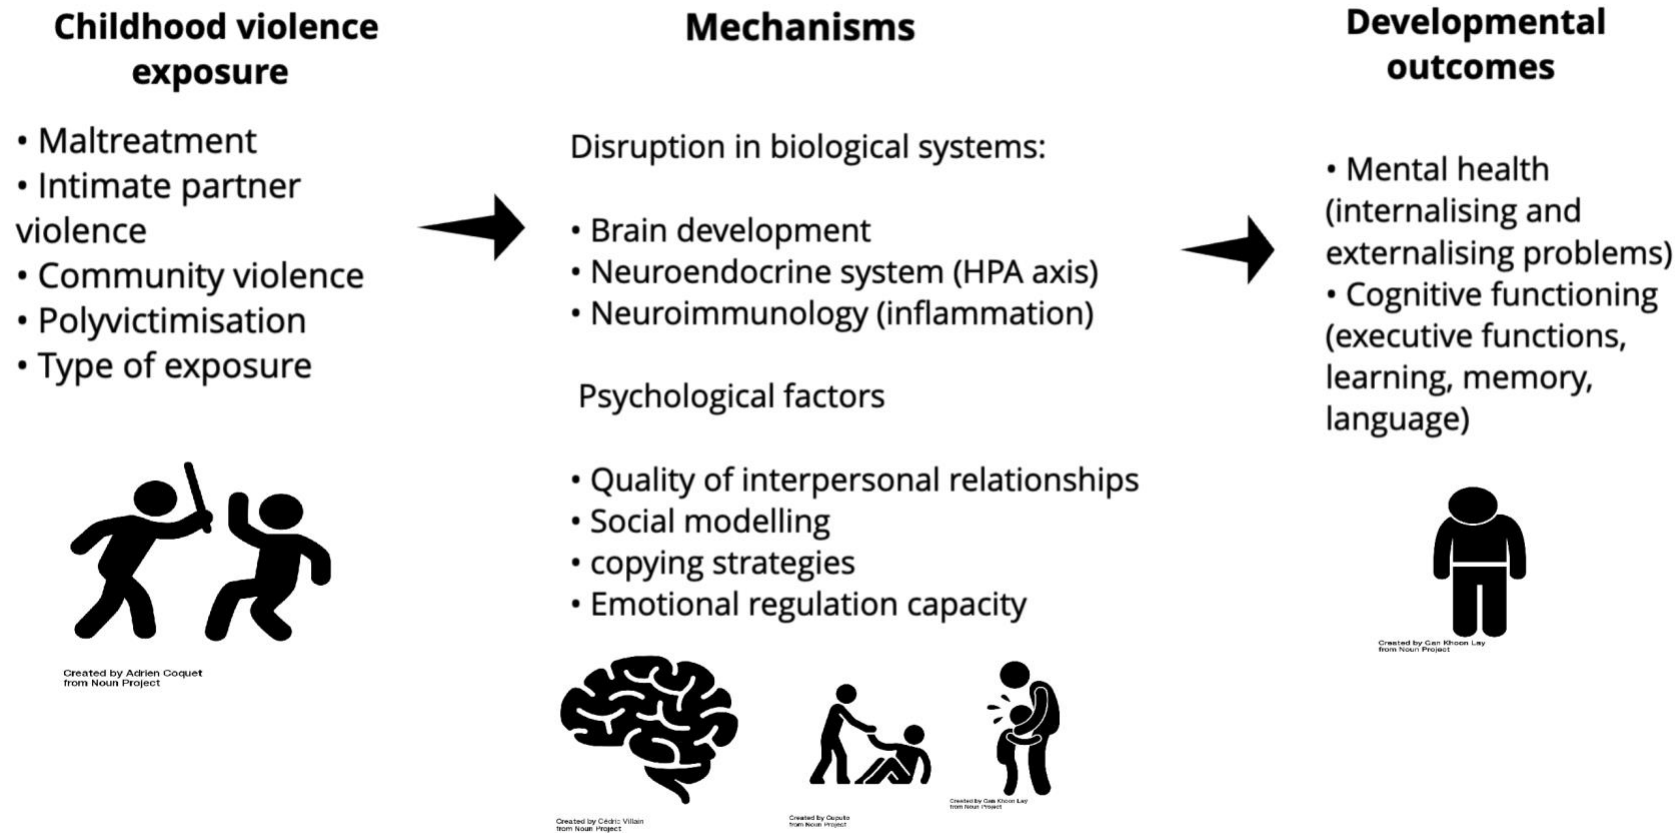 Childhood violence
exposure
• Maltreatment
• Intimate partner
violence
• Community violence
• Polyvictimisation
• Type of exposure
Created by Adrien Coquet
from Noun Project
Mechanisms
Disruption in biological systems:
• Brain development
• Neuroendocrine system (HPA axis)
• Neuroimmunology (inflammation)
Psychological factors
• Quality of interpersonal relationships
• Social modelling
• copying strategies
• Emotional regulation capacity
Created by Cédric Villain
from Noun Project
Created by
from Noun Project
Created by Gan Khoon Lay
from Noun Project
Developmental
outcomes
• Mental health
(internalising and
externalising problems)
• Cognitive functioning
(executive functions,
learning, memory,
language)
Created by Gan Khoon Lay
from Noun Project